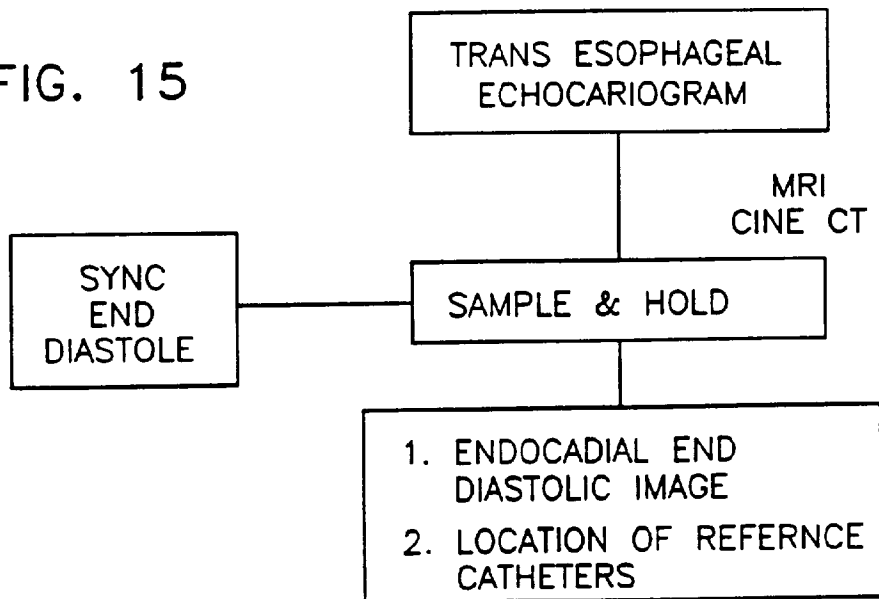 FIG. 15
TRANS ESOPHAGEAL
ECHOCARIOGRAM
MRI
CINE CT
SYNC
END
DIASTOLE
SAMPLE & HOLD
1. ENDOCADIAL END
DIASTOLIC IMAGE
2. LOCATION OF REFERNCE
CATHETERS